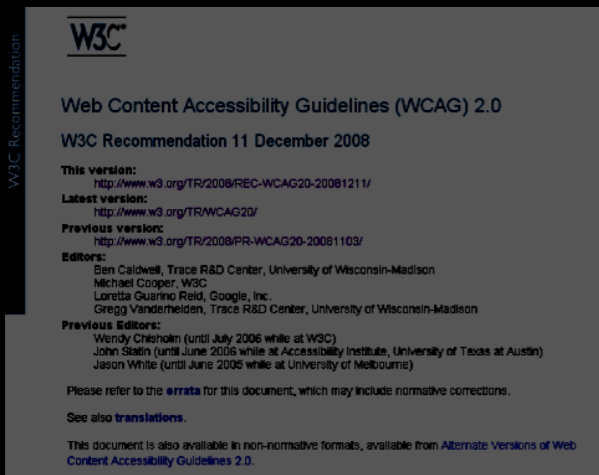 W3C Recommendation
W3C®
Web Content Accessibility Guidelines (WCAG) 2.0
W3C Recommendation 11 December 2008
This version:
http://www.w3.org/TR/2008/REC-WCAG20-20081211/
Latest version:
http://www.w3.org/TR/WCAG20/
Previous version:
http://www.w3.org/TR/2008/PR-WCAG20-20081103/
Editors:
Ben Caldwell, Trace R&D Center, University of Wisconsin-Madison
Michael Cooper, W3C
Loretta Guarino Reid, Google, Inc.
Gregg Vanderheiden, Trace R&D Center, University of Wisconsin-Madison
Previous Editors:
Wendy Chisholm (until July 2006 while at W3C)
John Slatin (until June 2006 while at Accessibility Institute, University of Texas at Austin)
Jason White (until June 2005 while at University of Melbourne)
Please refer to the errata for this document, which may include normative corrections.
See also translations.
This document is also available in non-normative formats, available from Alternate Versions of Web
Content Accessibility Guidelines 2.0.